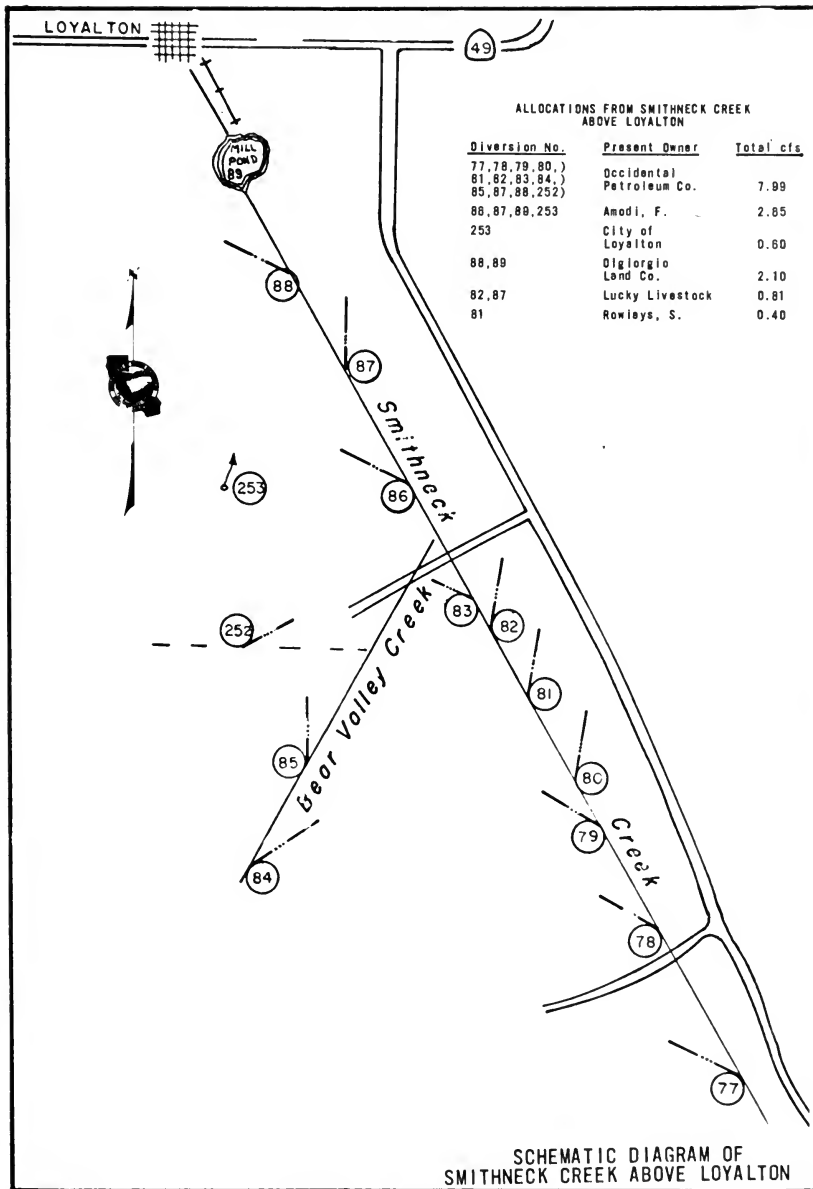 LOYALTON
49
ALLOCATIONS FROM SMITHNECK CREEK
ABOVE LOYALTON
Diversion No. Present Owner Total cfs
77,78,79,80,)
81,82,83,84,) Occidental
85,87,88,252) Petroleum Co. 7.99
88,87,89,253 Amodi, F. 2.85
253 City of
Loyalton 0.60
88,89 Digiorgio
Land Co. 2.10
82,87 Lucky Livestock 0.81
81 Rowleys, S. 0.40
MILL
POND
89
88
87
Smithneck
86
253
83
82
252
81
Bear Valley Creek
85
80
79
Creek
84
78
77
SCHEMATIC DIAGRAM OF
SMITHNECK CREEK ABOVE LOYALTON